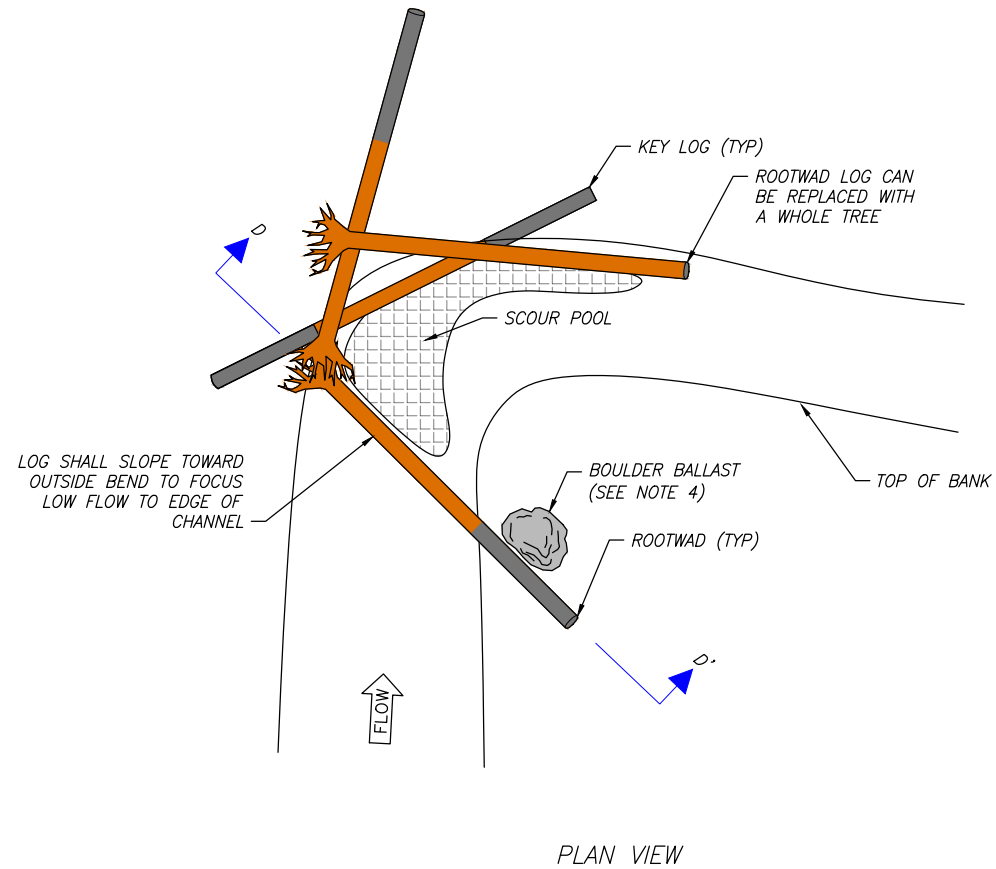 KEY LOG (TYP)
ROOTWAD LOG CAN
BE REPLACED WITH
A WHOLE TREE
D
SCOUR POOL
LOG SHALL SLOPE TOWARD
OUTSIDE BEND TO FOCUS
LOW FLOW TO EDGE OF
CHANNEL
BOULDER BALLAST
(SEE NOTE 4)
TOP OF BANK
ROOTWAD (TYP)
D'
FLOW
PLAN VIEW